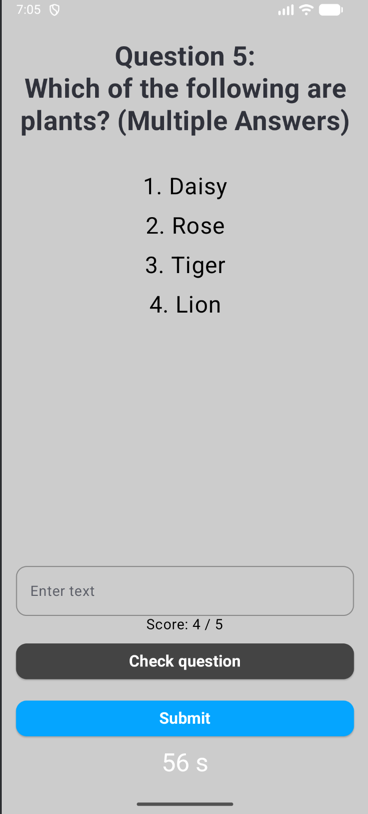 7:05
Question 5:
Which of the following are
plants? (Multiple Answers)
1. Daisy
2. Rose
3. Tiger
4. Lion
Enter text
Score: 4 / 5
Check question
Submit
56 s